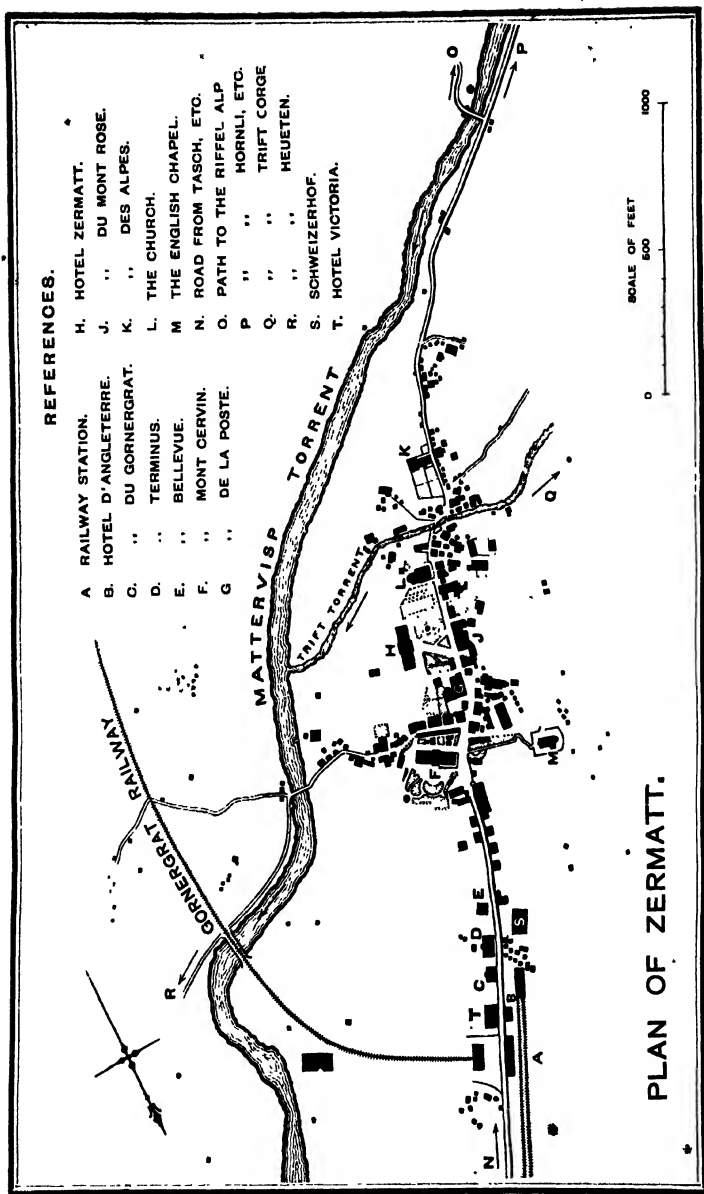 REFERENCES.
A RAILWAY STATION.
B. HOTEL D'ANGLETERRE.
C. ,, DU GORNERGRAT.
D. ,, TERMINUS.
E. ,, BELLEVUE.
F. ,, MONT CERVIN.
G ,, DE LA POSTE.
H. HOTEL ZERMATT.
J. ,, DU MONT ROSE.
K. ,, DES ALPES.
L. THE CHURCH.
M THE ENGLISH CHAPEL.
N. ROAD FROM TASCH, ETC.
O. PATH TO THE RIFFEL ALP
P ,, ,, HORNLI, ETC.
Q. ,, ,, TRIFT CORGE
R. ,, ,, HEUETEN.
S. SCHWEIZERHOF.
T. HOTEL VICTORIA.
GORNERGRAT RAILWAY
MATTERVISP TORRENT
TRIFT TORRENT
R
O
P
K
L
H
Q
J
G
F
M
E
D
S
C
T
B
A
N
SCALE OF FEET
0 500 1000
PLAN OF ZERMATT.